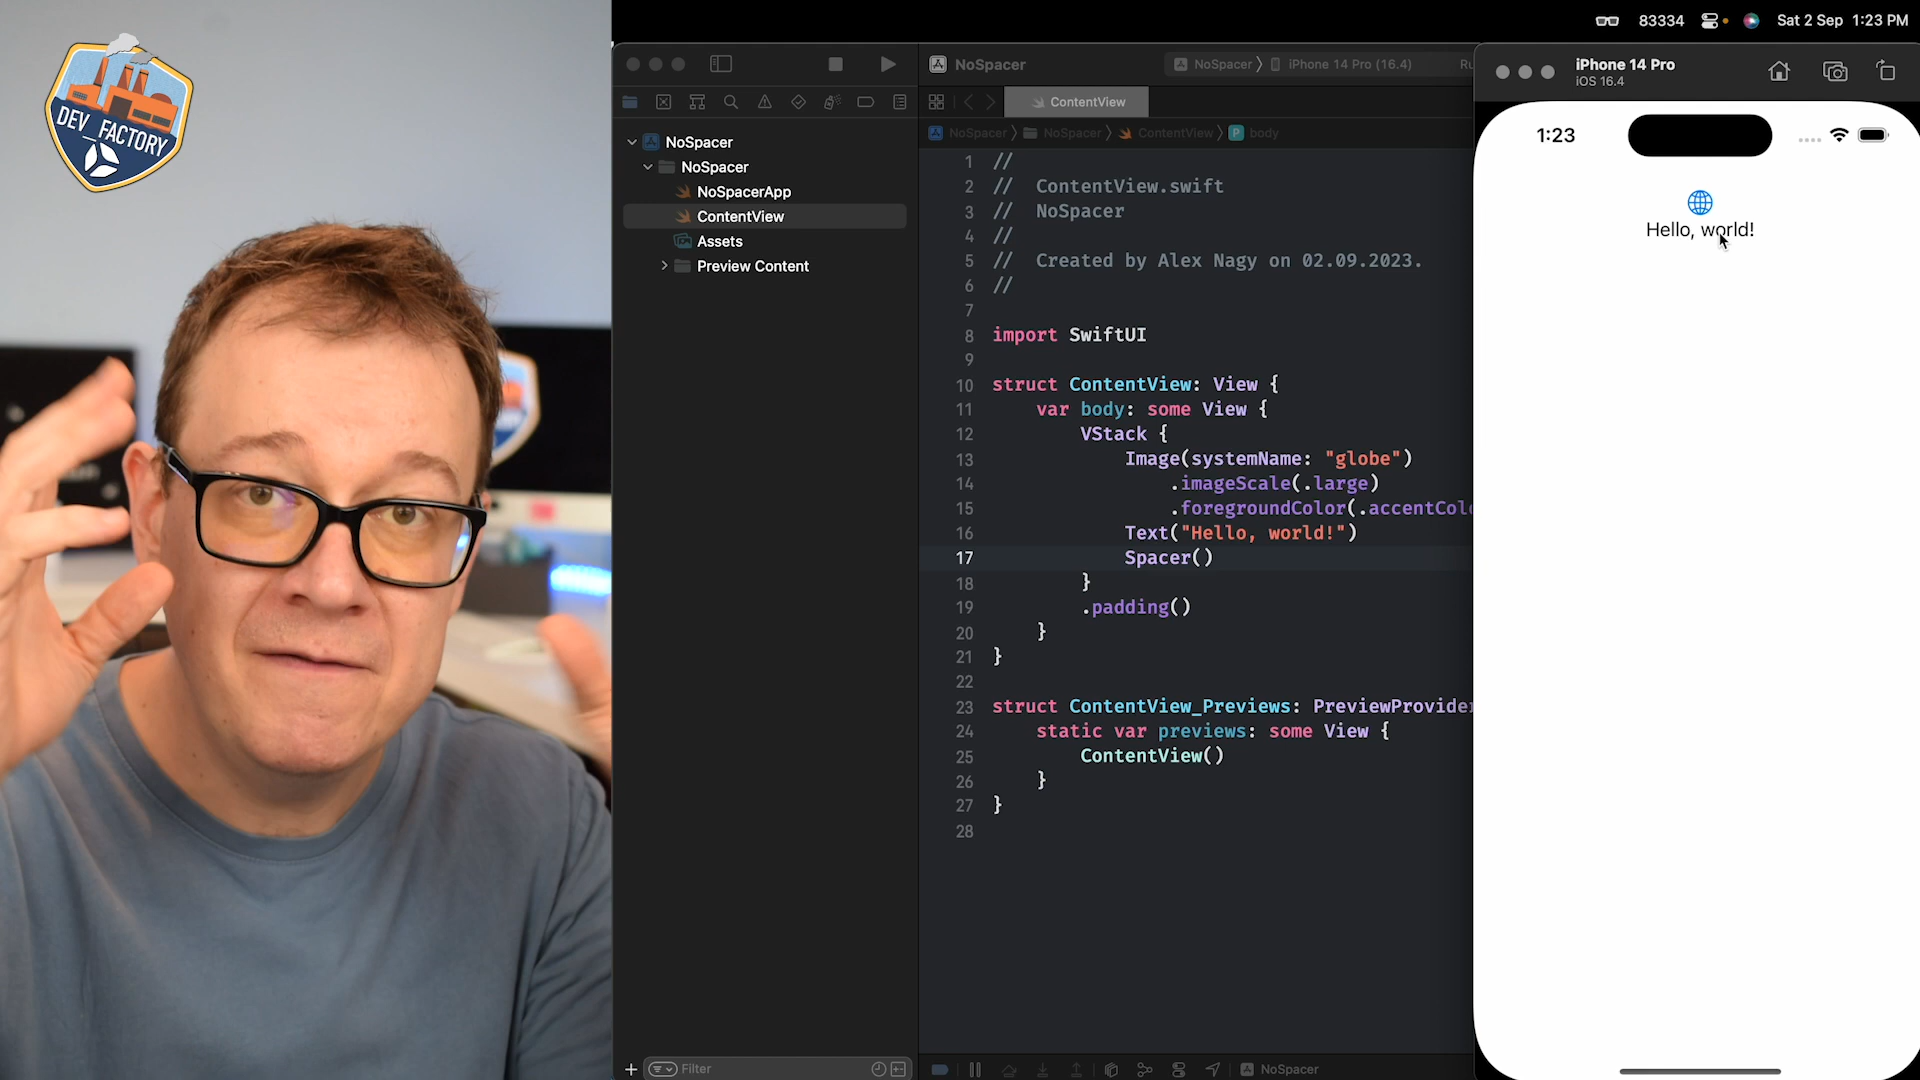 DEV_FACTORY
83334
Sat 2 Sep 1:23 PM
NoSpacer
NoSpacer
NoSpacerApp
ContentView
Assets
Preview Content
Filter
NoSpacer
NoSpacer
iPhone 14 Pro (16.4)
Ru
ContentView
NoSpacer
NoSpacer
ContentView
P body
1 //
2 // ContentView.swift
3 // NoSpacer
4 //
5 // Created by Alex Nagy on 02.09.2023.
6 //
7
8 import SwiftUI
9
10 struct ContentView: View {
11 var body: some View {
12 VStack {
13 Image(systemName: "globe")
14 .imageScale(.large)
15 .foregroundColor(.accentColo
16 Text("Hello, world!")
17 Spacer()
18 }
19 .padding()
20 }
21 }
22
23 struct ContentView_Previews: PreviewProvider
24 static var previews: some View {
25 ContentView()
26 }
27 }
28
NoSpacer
iPhone 14 Pro
iOS 16.4
1:23
Hello, world!